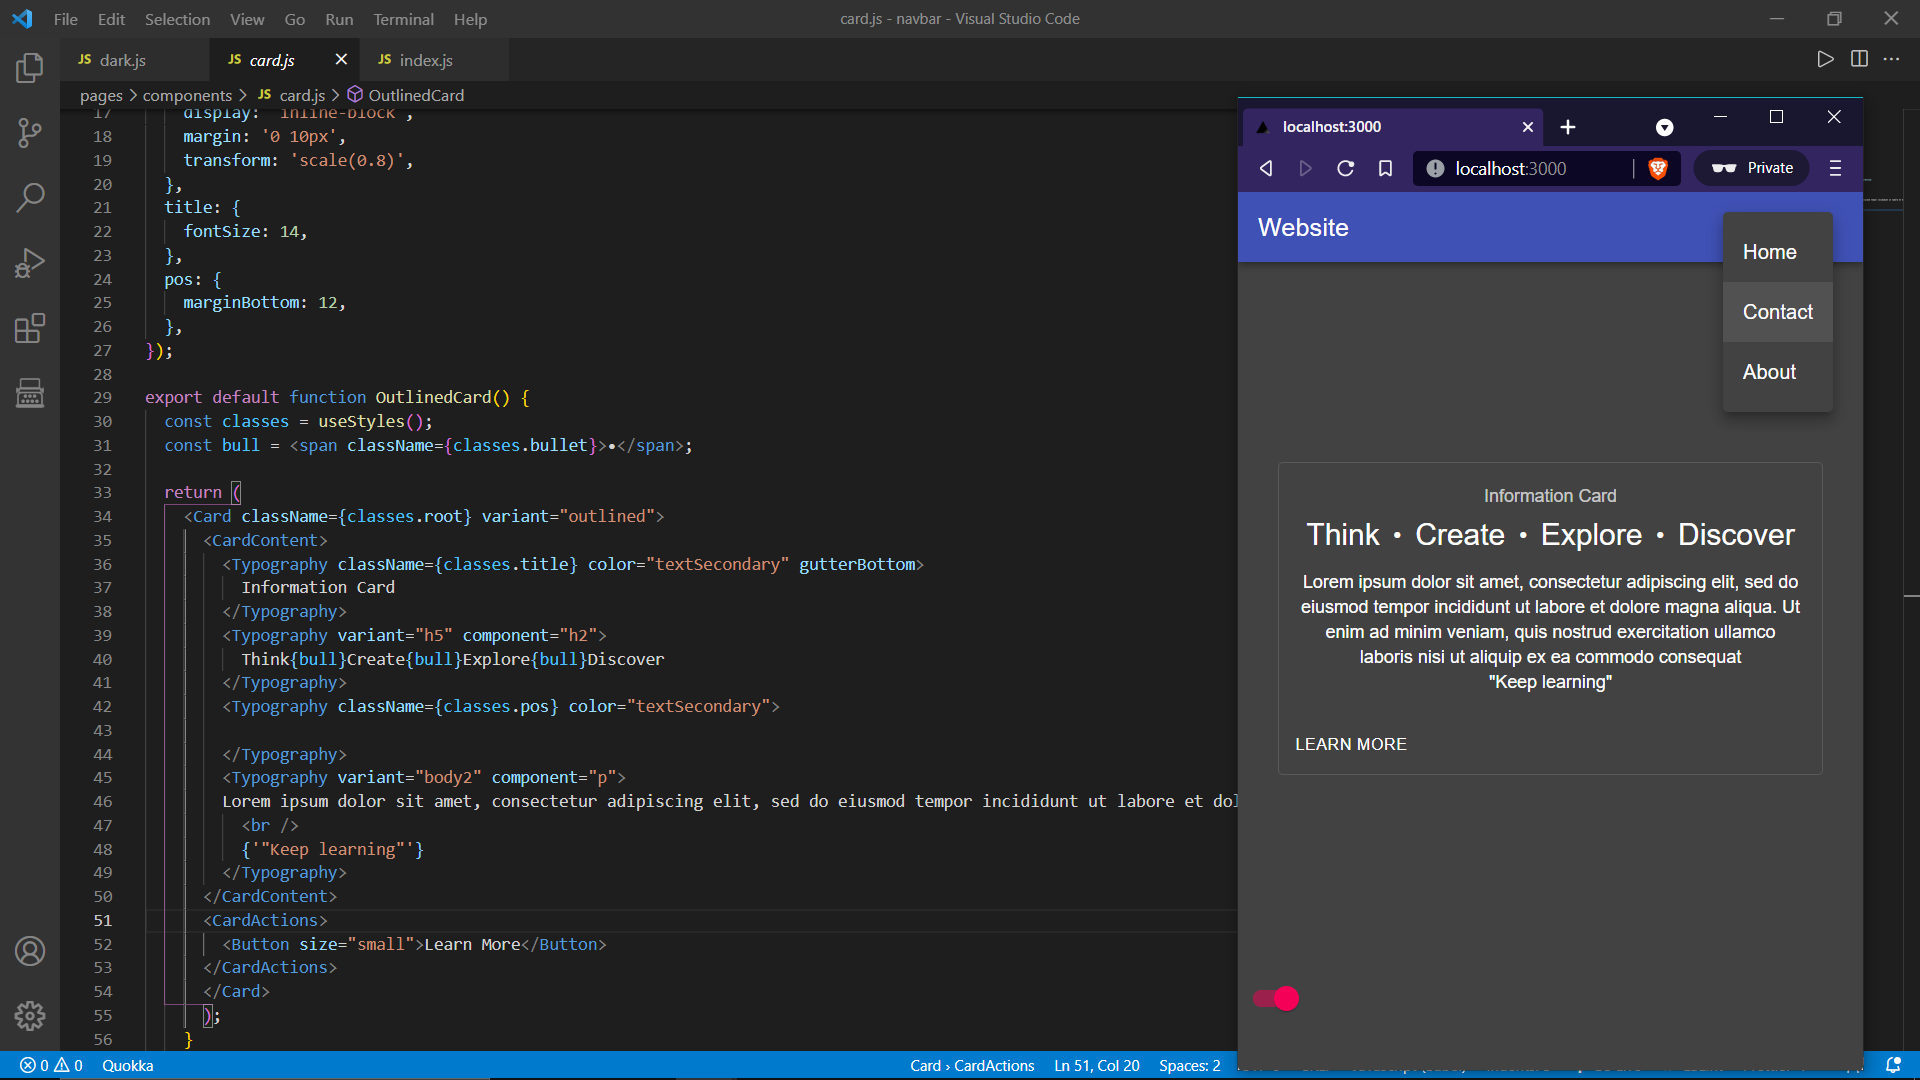 File Edit Selection View Go Run Terminal Help
card.js - navbar - Visual Studio Code
JS dark.js
JS card.js
JS index.js
pages > components > JS card.js > OutlinedCard
17 display: 'inline-block',
18 margin: '0 10px',
19 transform: 'scale(0.8)',
20 },
21 title: {
22 fontSize: 14,
23 },
24 pos: {
25 marginBottom: 12,
26 },
27 });
28
29 export default function OutlinedCard() {
30 const classes = useStyles();
31 const bull = <span className={classes.bullet}>•</span>;
32
33 return (
34 <Card className={classes.root} variant="outlined">
35 <CardContent>
36 <Typography className={classes.title} color="textSecondary" gutterBottom>
37 Information Card
38 </Typography>
39 <Typography variant="h5" component="h2">
40 Think{bull}Create{bull}Explore{bull}Discover
41 </Typography>
42 <Typography className={classes.pos} color="textSecondary">
43
44 </Typography>
45 <Typography variant="body2" component="p">
46 Lorem ipsum dolor sit amet, consectetur adipiscing elit, sed do eiusmod tempor incididunt ut labore et dol
47 <br />
48 {'"Keep learning"'}
49 </Typography>
50 </CardContent>
51 <CardActions>
52 <Button size="small">Learn More</Button>
53 </CardActions>
54 </Card>
55 );
56 }
0 0 Quokka
Card › CardActions Ln 51, Col 20 Spaces: 2
localhost:3000
localhost:3000
Private
Website
Home
Contact
About
Information Card
Think • Create • Explore • Discover
Lorem ipsum dolor sit amet, consectetur adipiscing elit, sed do
eiusmod tempor incididunt ut labore et dolore magna aliqua. Ut
enim ad minim veniam, quis nostrud exercitation ullamco
laboris nisi ut aliquip ex ea commodo consequat
"Keep learning"
LEARN MORE